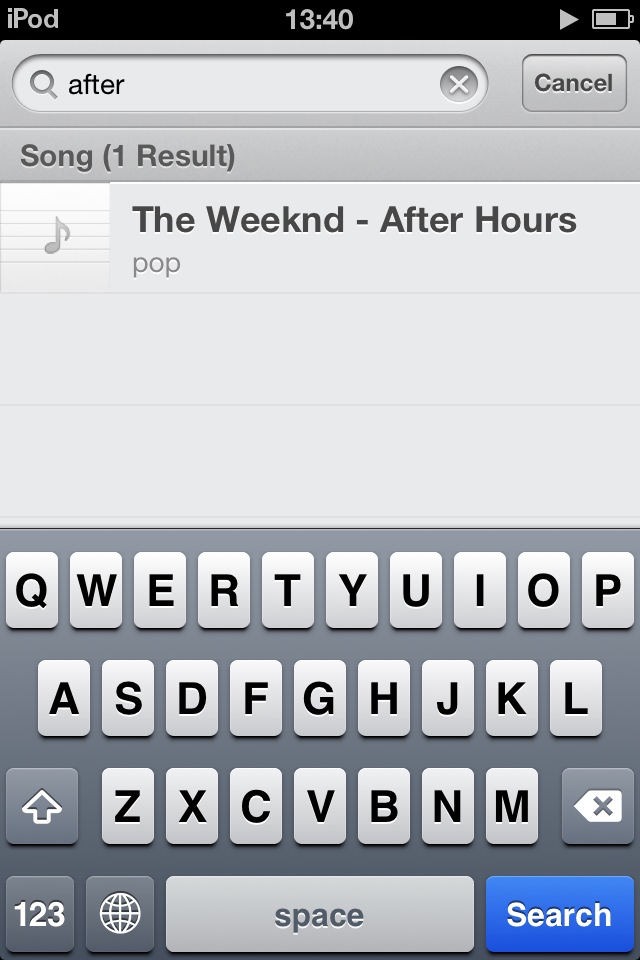 iPod 13:40
after Cancel
Song (1 Result)
The Weeknd - After Hours
pop
Q W E R T Y U I O P
A S D F G H J K L
Z X C V B N M
123 space Search